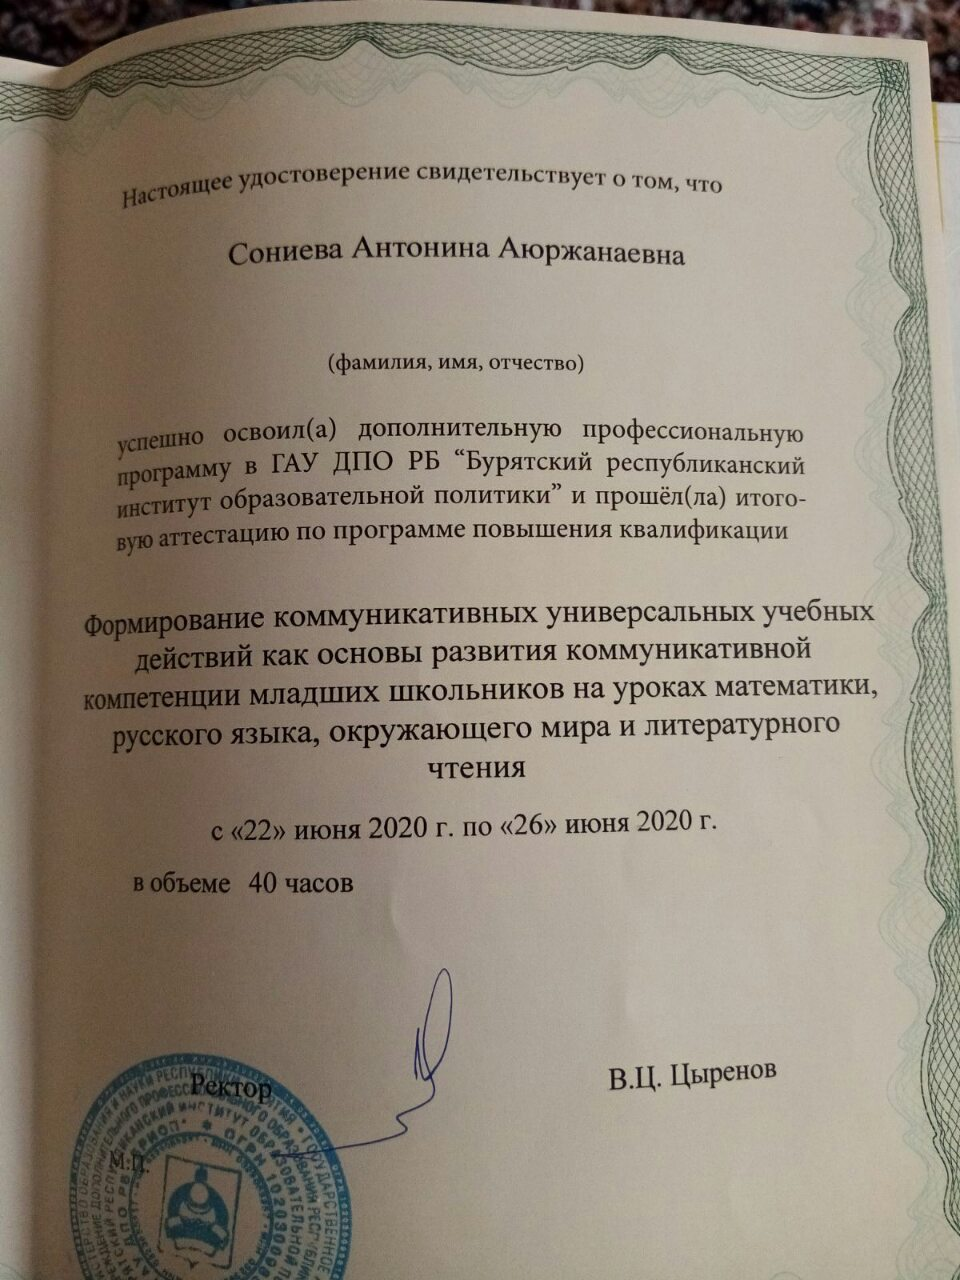 Настоящее удостоверение свидетельствует о том, что
Сониева Антонина Аюржанаевна
(фамилия, имя, отчество)
успешно освоил(а) дополнительную профессиональную
программу в ГАУ ДПО РБ “Бурятский республиканский
институт образовательной политики” и прошёл(ла) итого-
вую аттестацию по программе повышения квалификации
Формирование коммуникативных универсальных учебных
действий как основы развития коммуникативной
компетенции младших школьников на уроках математики,
русского языка, окружающего мира и литературного
чтения
с «22» июня 2020 г. по «26» июня 2020 г.
в объеме 40 часов
Ректор
В.Ц. Цыренов
М.П.